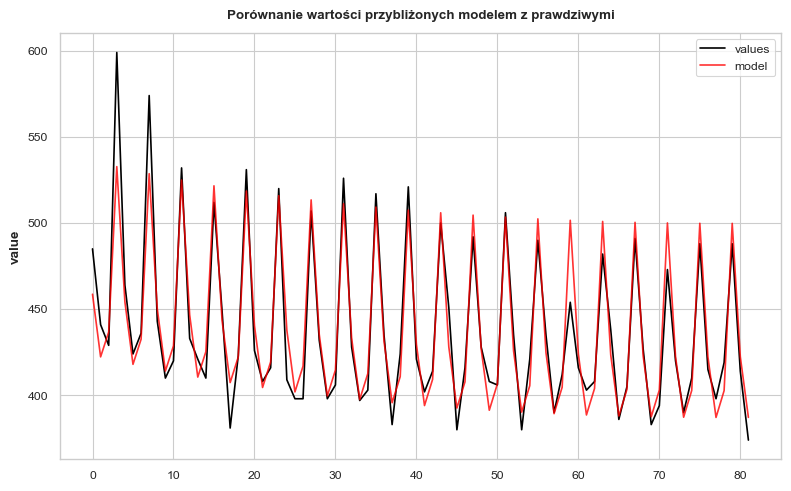 Porównanie wartości przybliżonych modelem z prawdziwymi
values
model
value
600
550
500
450
400
0 10 20 30 40 50 60 70 80